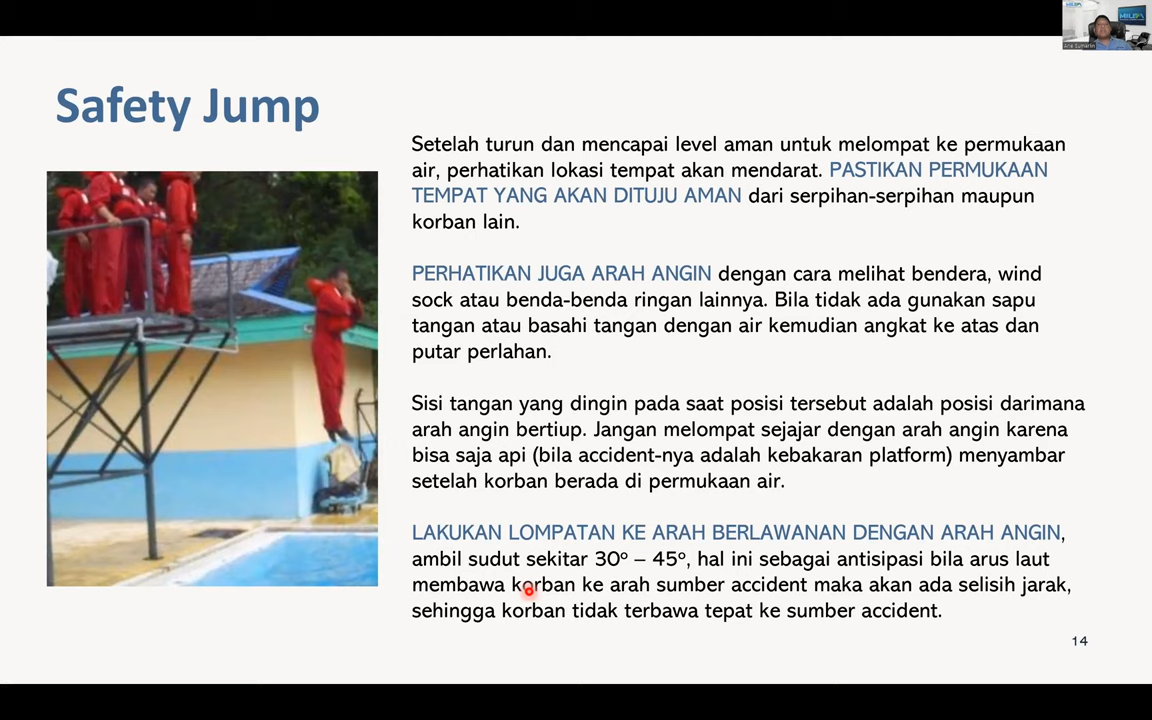 Safety Jump
Setelah turun dan mencapai level aman untuk melompat ke permukaan
air, perhatikan lokasi tempat akan mendarat. PASTIKAN PERMUKAAN
TEMPAT YANG AKAN DITUJU AMAN dari serpihan-serpihan maupun
korban lain.
PERHATIKAN JUGA ARAH ANGIN dengan cara melihat bendera, wind
sock atau benda-benda ringan lainnya. Bila tidak ada gunakan sapu
tangan atau basahi tangan dengan air kemudian angkat ke atas dan
putar perlahan.
Sisi tangan yang dingin pada saat posisi tersebut adalah posisi darimana
arah angin bertiup. Jangan melompat sejajar dengan arah angin karena
bisa saja api (bila accident-nya adalah kebakaran platform) menyambar
setelah korban berada di permukaan air.
LAKUKAN LOMPATAN KE ARAH BERLAWANAN DENGAN ARAH ANGIN,
ambil sudut sekitar 30º – 45º, hal ini sebagai antisipasi bila arus laut
membawa korban ke arah sumber accident maka akan ada selisih jarak,
sehingga korban tidak terbawa tepat ke sumber accident.
14